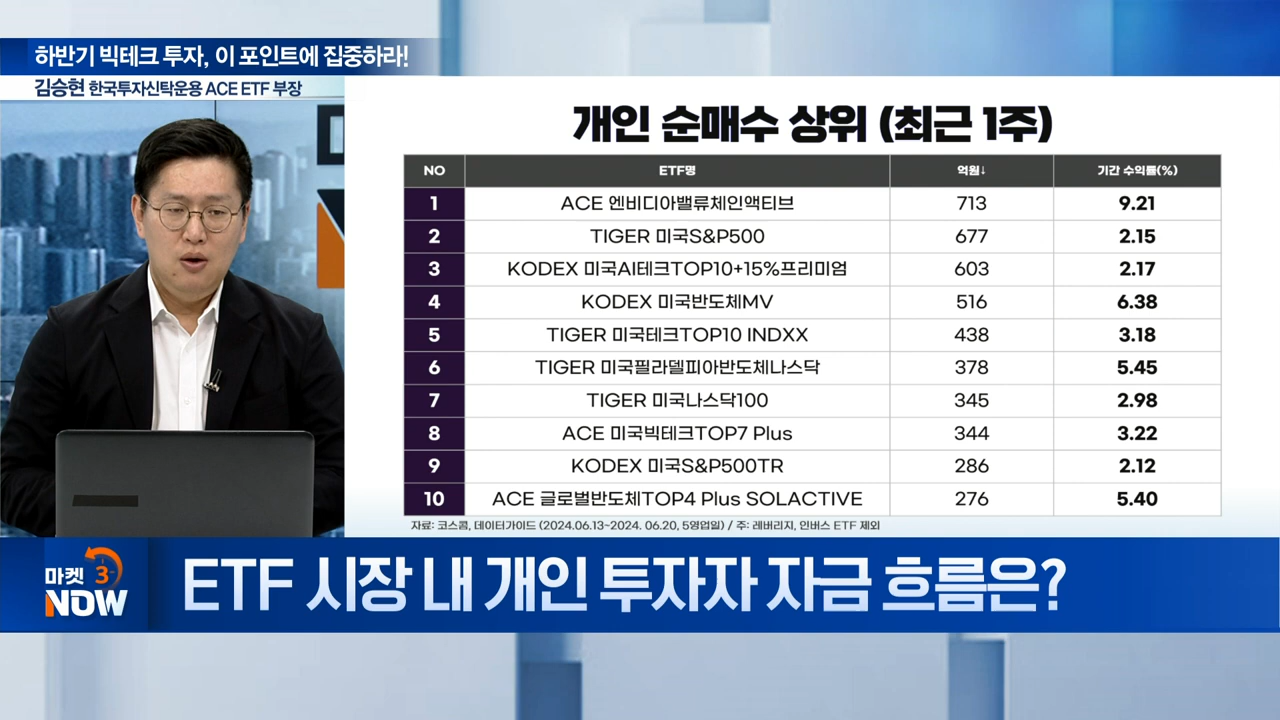 하반기 빅테크 투자, 이 포인트에 집중하라!
김승현 한국투자신탁운용 ACE ETF 부장
개인 순매수 상위 (최근 1주)
NO ETF명 억원↓ 기간 수익률(%)
1 ACE 엔비디아밸류체인액티브 713 9.21
2 TIGER 미국S&P500 677 2.15
3 KODEX 미국AI테크TOP10+15%프리미엄 603 2.17
4 KODEX 미국반도체MV 516 6.38
5 TIGER 미국테크TOP10 INDXX 438 3.18
6 TIGER 미국필라델피아반도체나스닥 378 5.45
7 TIGER 미국나스닥100 345 2.98
8 ACE 미국빅테크TOP7 Plus 344 3.22
9 KODEX 미국S&P500TR 286 2.12
10 ACE 글로벌반도체TOP4 Plus SOLACTIVE 276 5.40
자료: 코스콤, 데이터가이드 (2024.06.13~2024. 06.20, 5영업일) / 주: 레버리지, 인버스 ETF 제외
마켓 3
NOW
ETF 시장 내 개인 투자자 자금 흐름은?